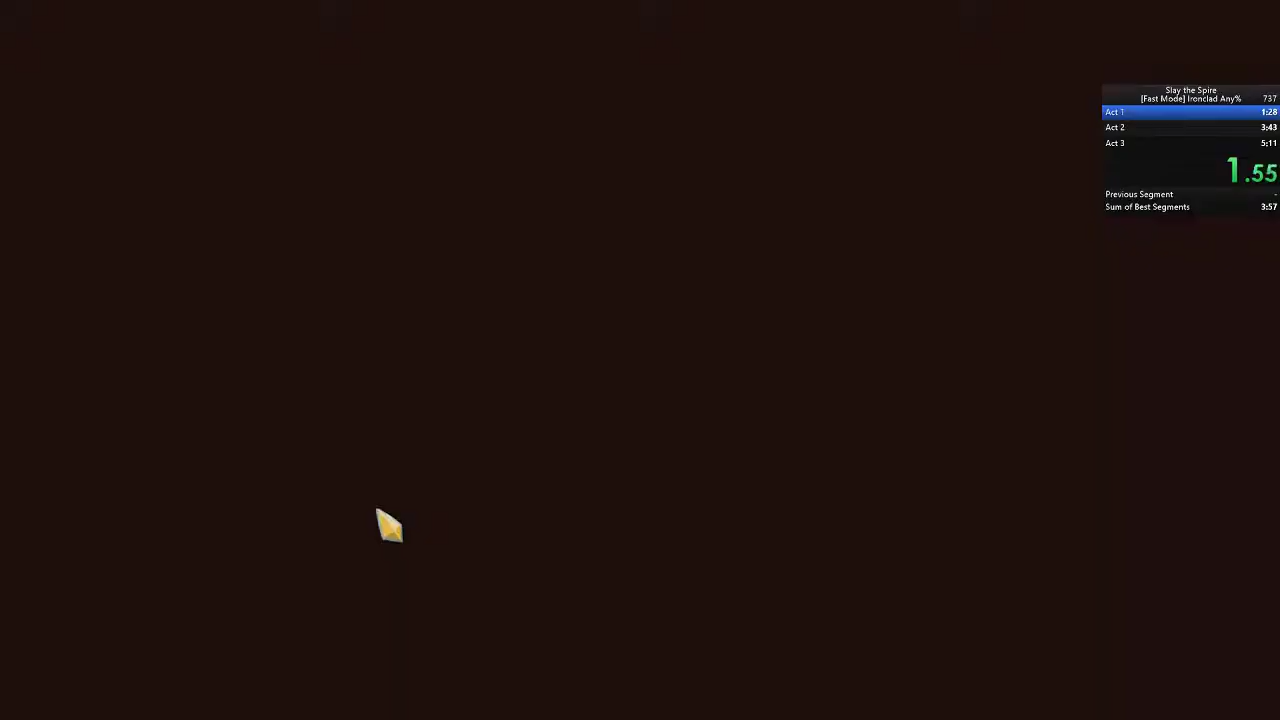 Slay the Spire
[Fast Mode] Ironclad Any% 737
Act 1 1:28
Act 2 3:43
Act 3 5:11
1.55
Previous Segment -
Sum of Best Segments 3:57